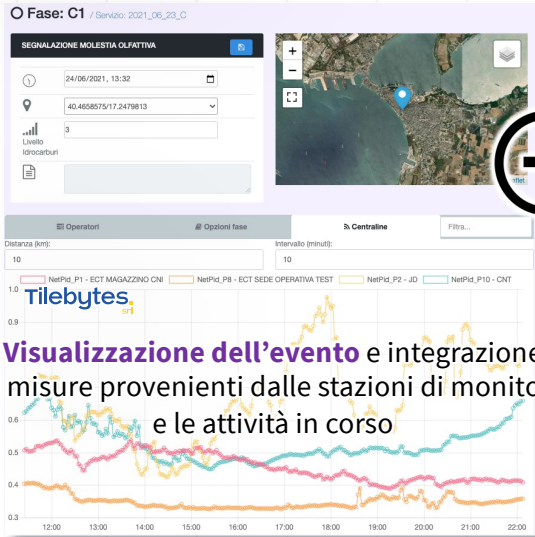 Fase: C1 / Servizio: 2021_06_23_C
SEGNALAZIONE MOLESTIA OLFATTIVA
24/06/2021, 13:32
40.4658575/17.2479813
3
Livello
Idrocarburi
+
−
Operatori
Opzioni fase
Centraline
Filtra...
Distanza (km):
Intervallo (minuti):
10
10
NetPid_P1 - ECT MAGAZZINO CNI
NetPid_P8 - ECT SEDE OPERATIVA TEST
NetPid_P2 - JD
NetPid_P10 - CNT
Tilebytes srl
Visualizzazione dell'evento e integrazione
misure provenienti dalle stazioni di monito
e le attività in corso
1.0
0.9
0.6
0.5
0.4
0.3
12:00 13:00 14:00 15:00 16:00 17:00 18:00 19:00 20:00 21:00 22:00